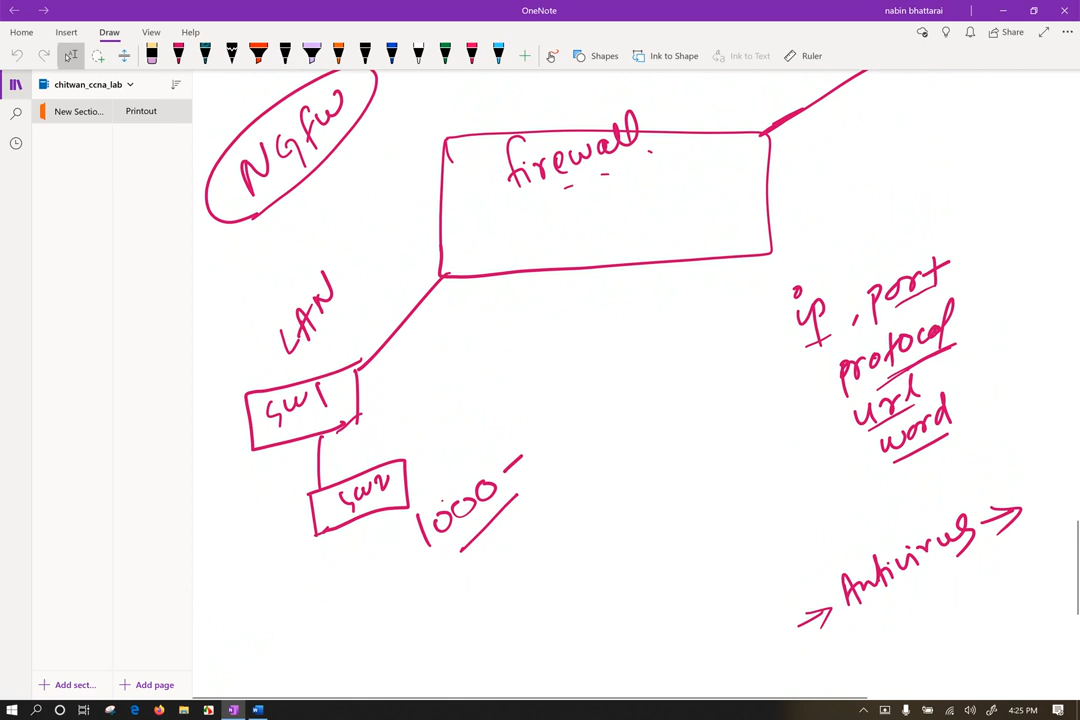 OneNote
nabin bhattarai
Home
Insert
Draw
View
Help
Share
Shapes
Ink to Shape
Ink to Text
Ruler
chitwan_ccna_lab
New Sectio...
Printout
NGfw
firewall
LAN
SW1
SW2
1000
ip, port
protocol
url
word
Antivirus
Add sect...
Add page
4:25 PM